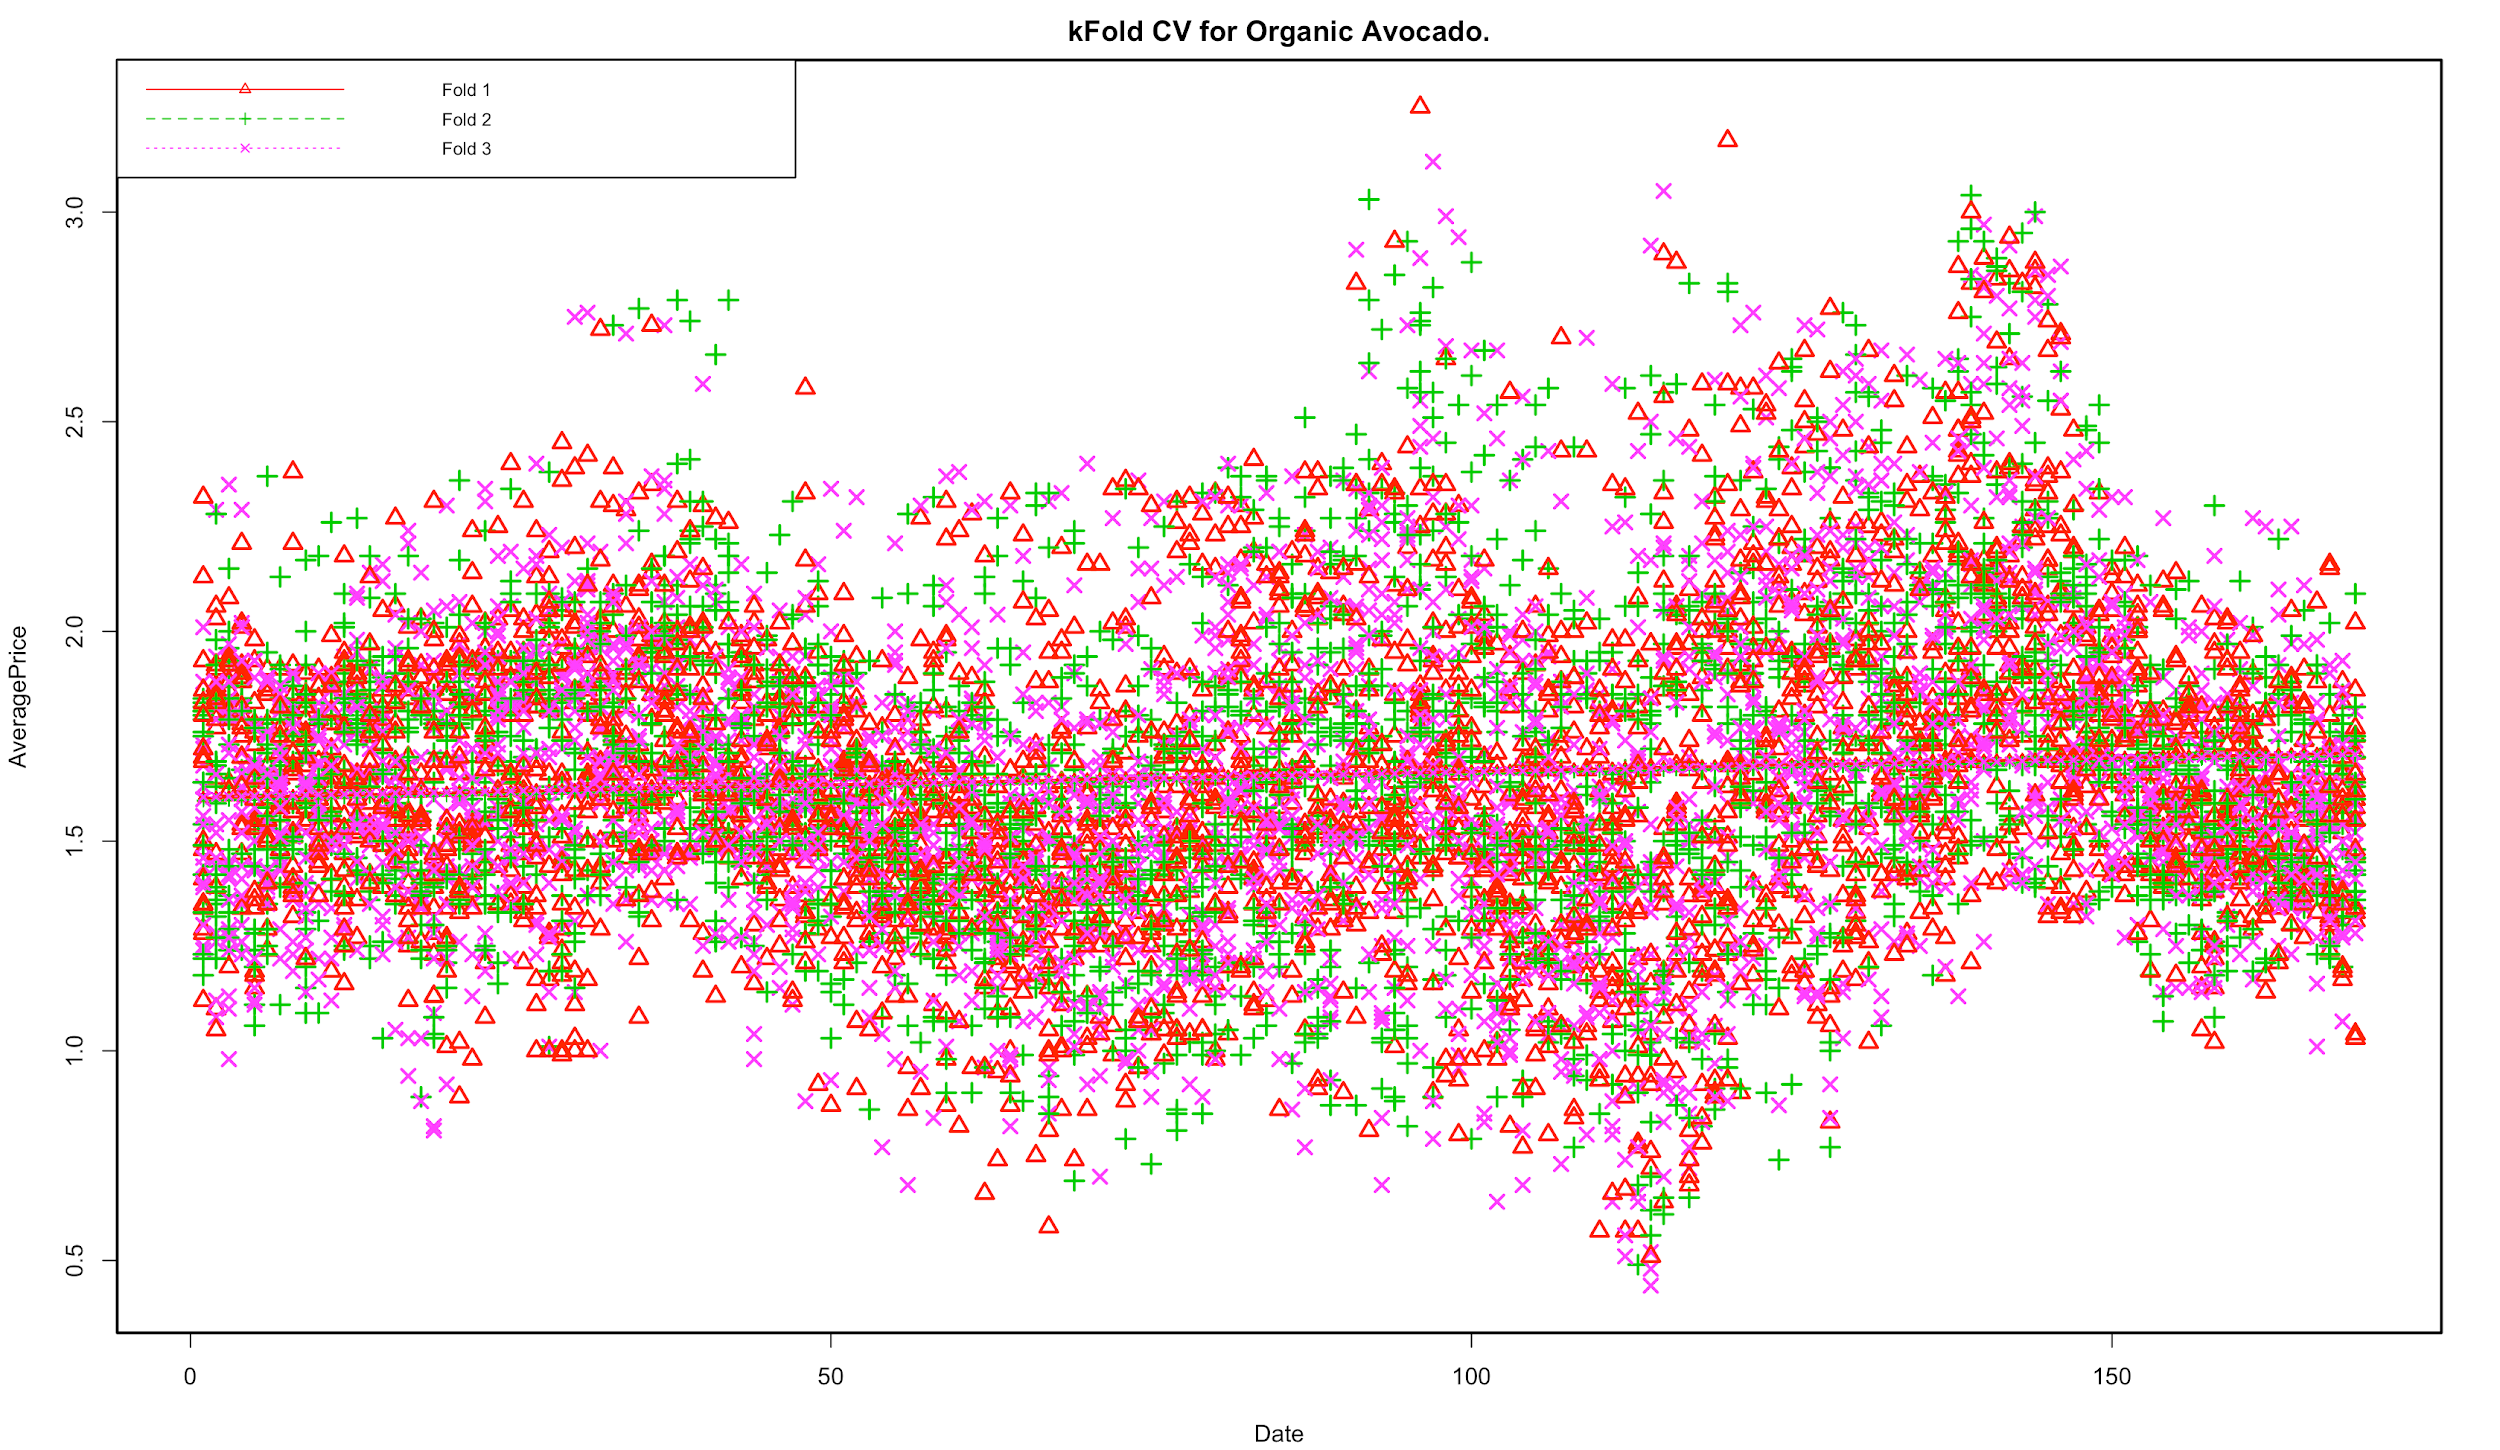 kFold CV for Organic Avocado.
Fold 1
Fold 2
Fold 3
AveragePrice
3.0
2.5
2.0
1.5
1.0
0.5
0 50 100 150
Date